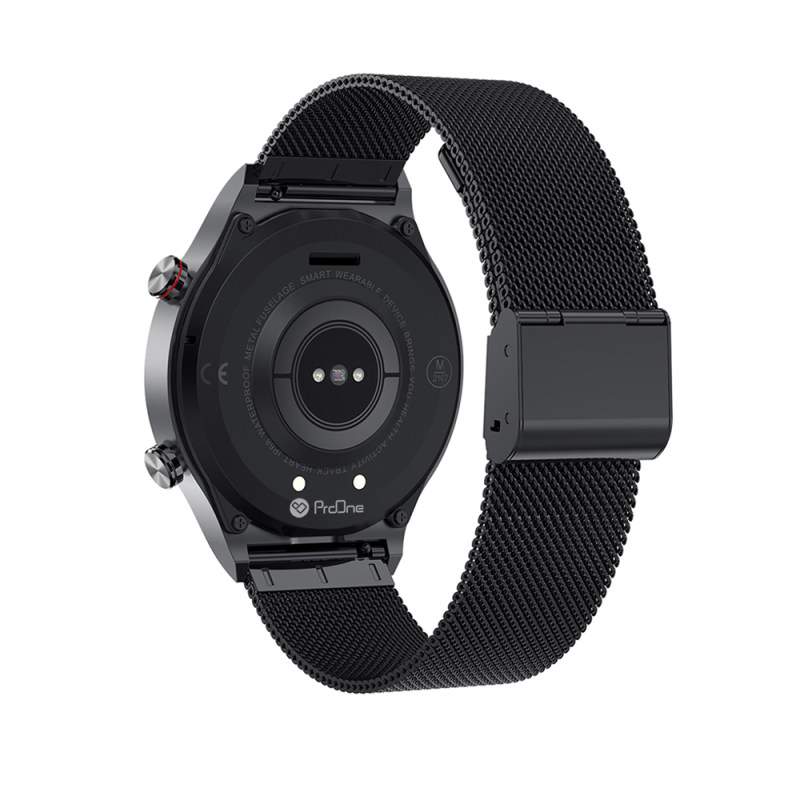 SMART WEARABLE DEVICE BRINGS YOU HEALTH ACTIVITY TRACK HEART IP68 WATERPROOF METAL FUSELAGE
CE
M
ProOne